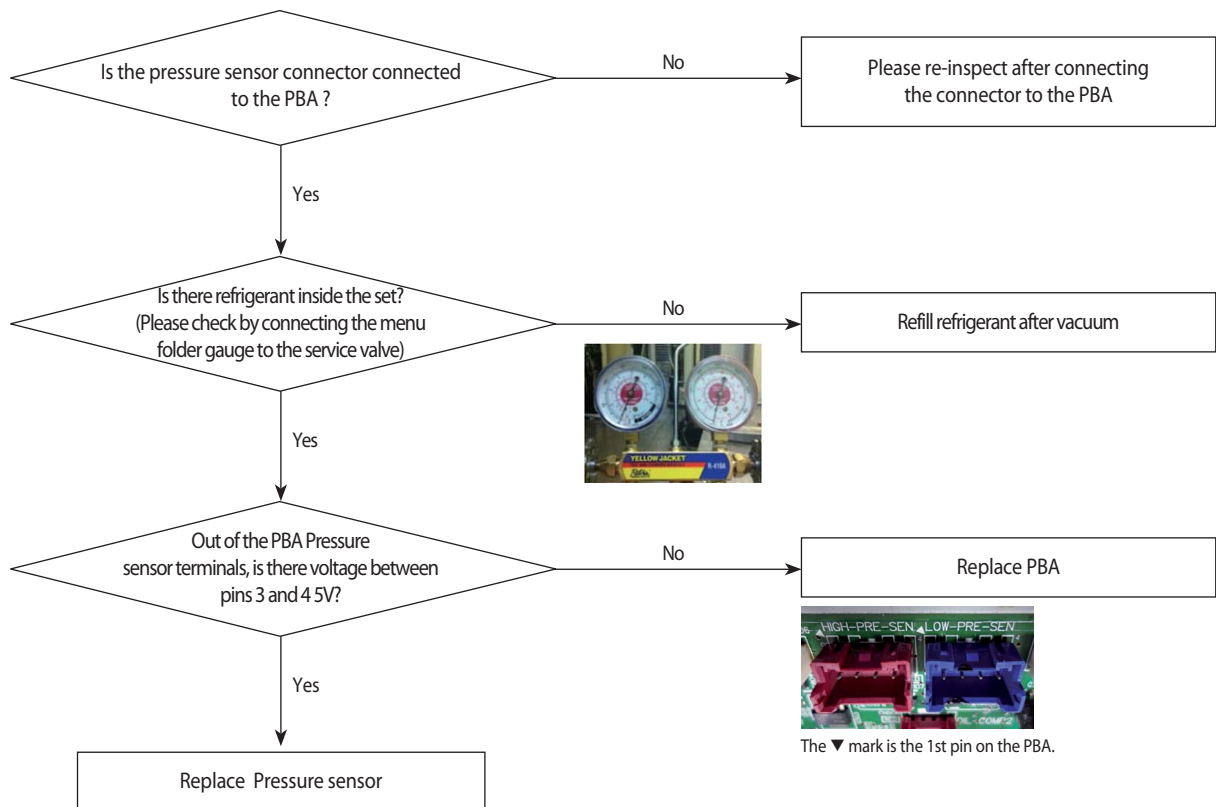 Is the pressure sensor connector connected
to the PBA ?
No
Please re-inspect after connecting
the connector to the PBA
Yes
Is there refrigerant inside the set?
(Please check by connecting the menu
folder gauge to the service valve)
No
Refill refrigerant after vacuum
YELLOW JACKET
R-410A
Yes
Out of the PBA Pressure
sensor terminals, is there voltage between
pins 3 and 4 5V?
No
Replace PBA
HIGH-PRE-SEN LOW-PRE-SEN
The ▼ mark is the 1st pin on the PBA.
Yes
Replace Pressure sensor